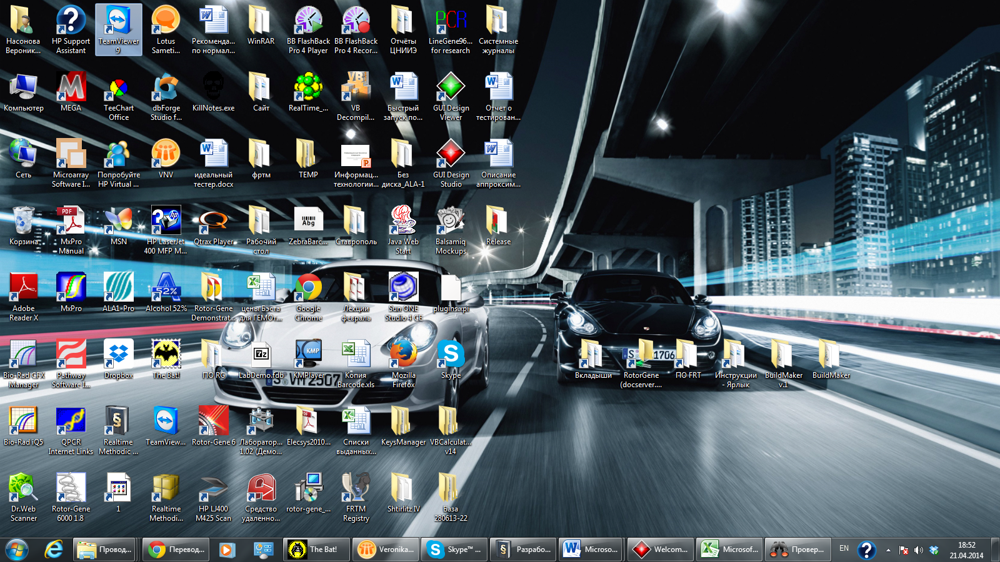 Насонова
Вероник...
HP Support
Assistant
TeamViewer
9
Lotus
Sameti...
Рекоменда...
по нормал...
WinRAR
BB FlashBack
Pro 4 Player
BB FlashBack
Pro 4 Recor...
Отчёты
ЦНИИЭ
PCR
LineGene96...
for research
Системные
журналы
Компьютер
MEGA
TeeChart
Office
dbForge
Studio f...
KillNotes.exe
Сайт
RealTime_...
VB
Decompil...
Быстрый
запуск по...
GUI Design
Viewer
Отчет о
тестирован...
Сеть
Microarray
Software I...
Попробуйте
HP Virtual ...
VNV
идеальный
тестер.docx
фртм
TEMP
Информац...
технологии...
Без
диска_ALA-1
GUI Design
Studio
Описание
аппроксим...
Корзина
MxPro
Manual
MSN
HP LaserJet
400 MFP M...
Qtrax Player
Рабочий
стол
Abg
ZebraBarc...
Ставрополь
Java Web
Start
Balsamiq
Mockups
Release
Adobe
Reader X
MxPro
ALA1-Pro
52%
Alcohol 52%
Rotor-Gene
Demonstrat...
цены Бэста
для ГЕМОт...
Google
Chrome
Лекции
февраль
Sun ONE
Studio 4 CE
plugins.xpi
Bio-Rad CFX
Manager
Pathway
Software I...
Dropbox
The Bat!
ПО RG
7z
LabDemo.fdb
KMP
KMPlayer
Копия
Barcode.xls
Mozilla
Firefox
Skype
Вкладыши
RotorGene
(docserver....
ПО FRT
Инструкции
- Ярлык
BuildMaker
v.1
BuildMaker
Bio-Rad iQ5
QPCR
Internet Links
Realtime
Methodic ...
TeamView...
Rotor-Gene 6
Лаборатор...
1.02 (Демо...
Elecsys2010...
Списки
выданных...
KeysManager
VBCalculat...
v14
Dr.Web
Scanner
Rotor-Gene
6000 1.8
1
Realtime
Methodi...
HP LJ400
M425 Scan
Средство
удаленно...
rotor-gene_...
FRTM
Registry
Shtirlitz IV
База
280613-22
Провод...
Перевод...
The Bat!
Veronika...
Skype™ ...
Разрабо...
Microso...
Welcom...
Microsof...
Провер...
EN
18:52
21.04.2014